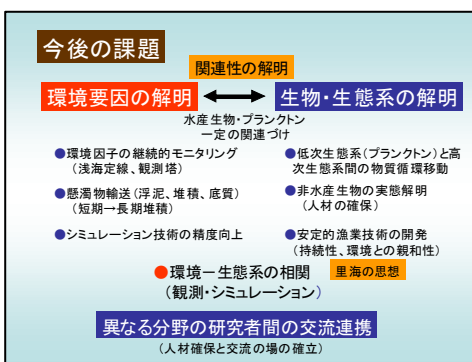 今後の課題
関連性の解明
環境要因の解明
生物・生態系の解明
水産生物・プランクトン
一定の関連づけ
●環境因子の継続的モニタリング
(浅海定線、観測塔)
●懸濁物輸送(浮泥、堆積、底質)
(短期→長期堆積)
●シミュレーション技術の精度向上
●低次生態系(プランクトン)と高
次生態系間の物質循環移動
●非水産生物の実態解明
(人材の確保)
●安定的漁業技術の開発
(持続性、環境との親和性)
●環境-生態系の相関
(観測・シミュレーション)
里海の思想
異なる分野の研究者間の交流連携
(人材確保と交流の場の確立)